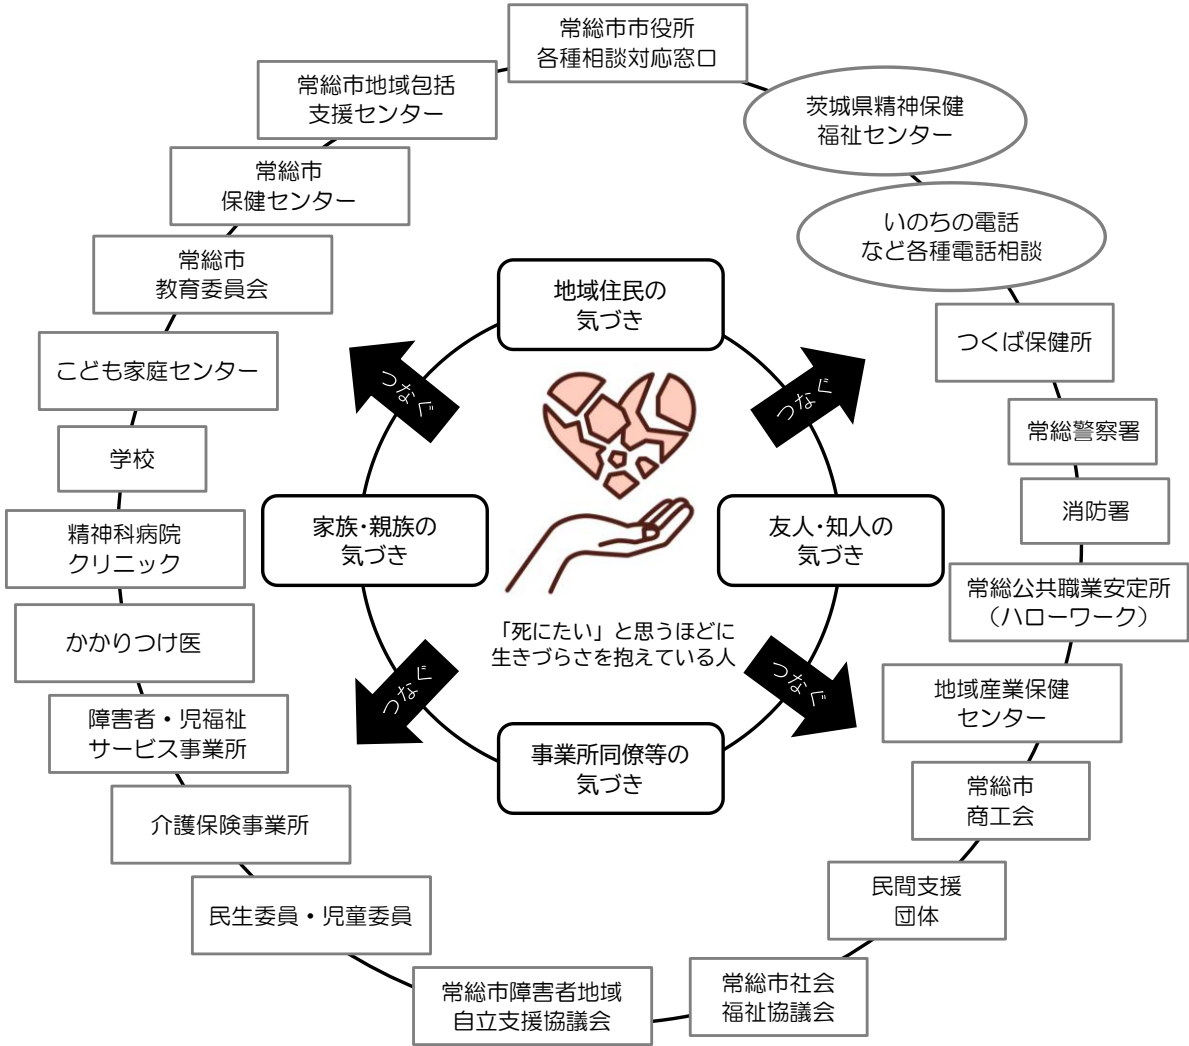 常総市市役所
各種相談対応窓口
茨城県精神保健
福祉センター
いのちの電話
など各種電話相談
つくば保健所
常総警察署
消防署
常総公共職業安定所
（ハローワーク）
地域産業保健
センター
常総市
商工会
民間支援
団体
常総市社会
福祉協議会
常総市障害者地域
自立支援協議会
民生委員・児童委員
介護保険事業所
障害者・児福祉
サービス事業所
かかりつけ医
精神科病院
クリニック
学校
こども家庭センター
常総市
教育委員会
常総市
保健センター
常総市地域包括
支援センター
地域住民の
気づき
つなぐ
友人・知人の
気づき
つなぐ
事業所同僚等の
気づき
つなぐ
家族・親族の
気づき
つなぐ
「死にたい」と思うほどに
生きづらさを抱えている人